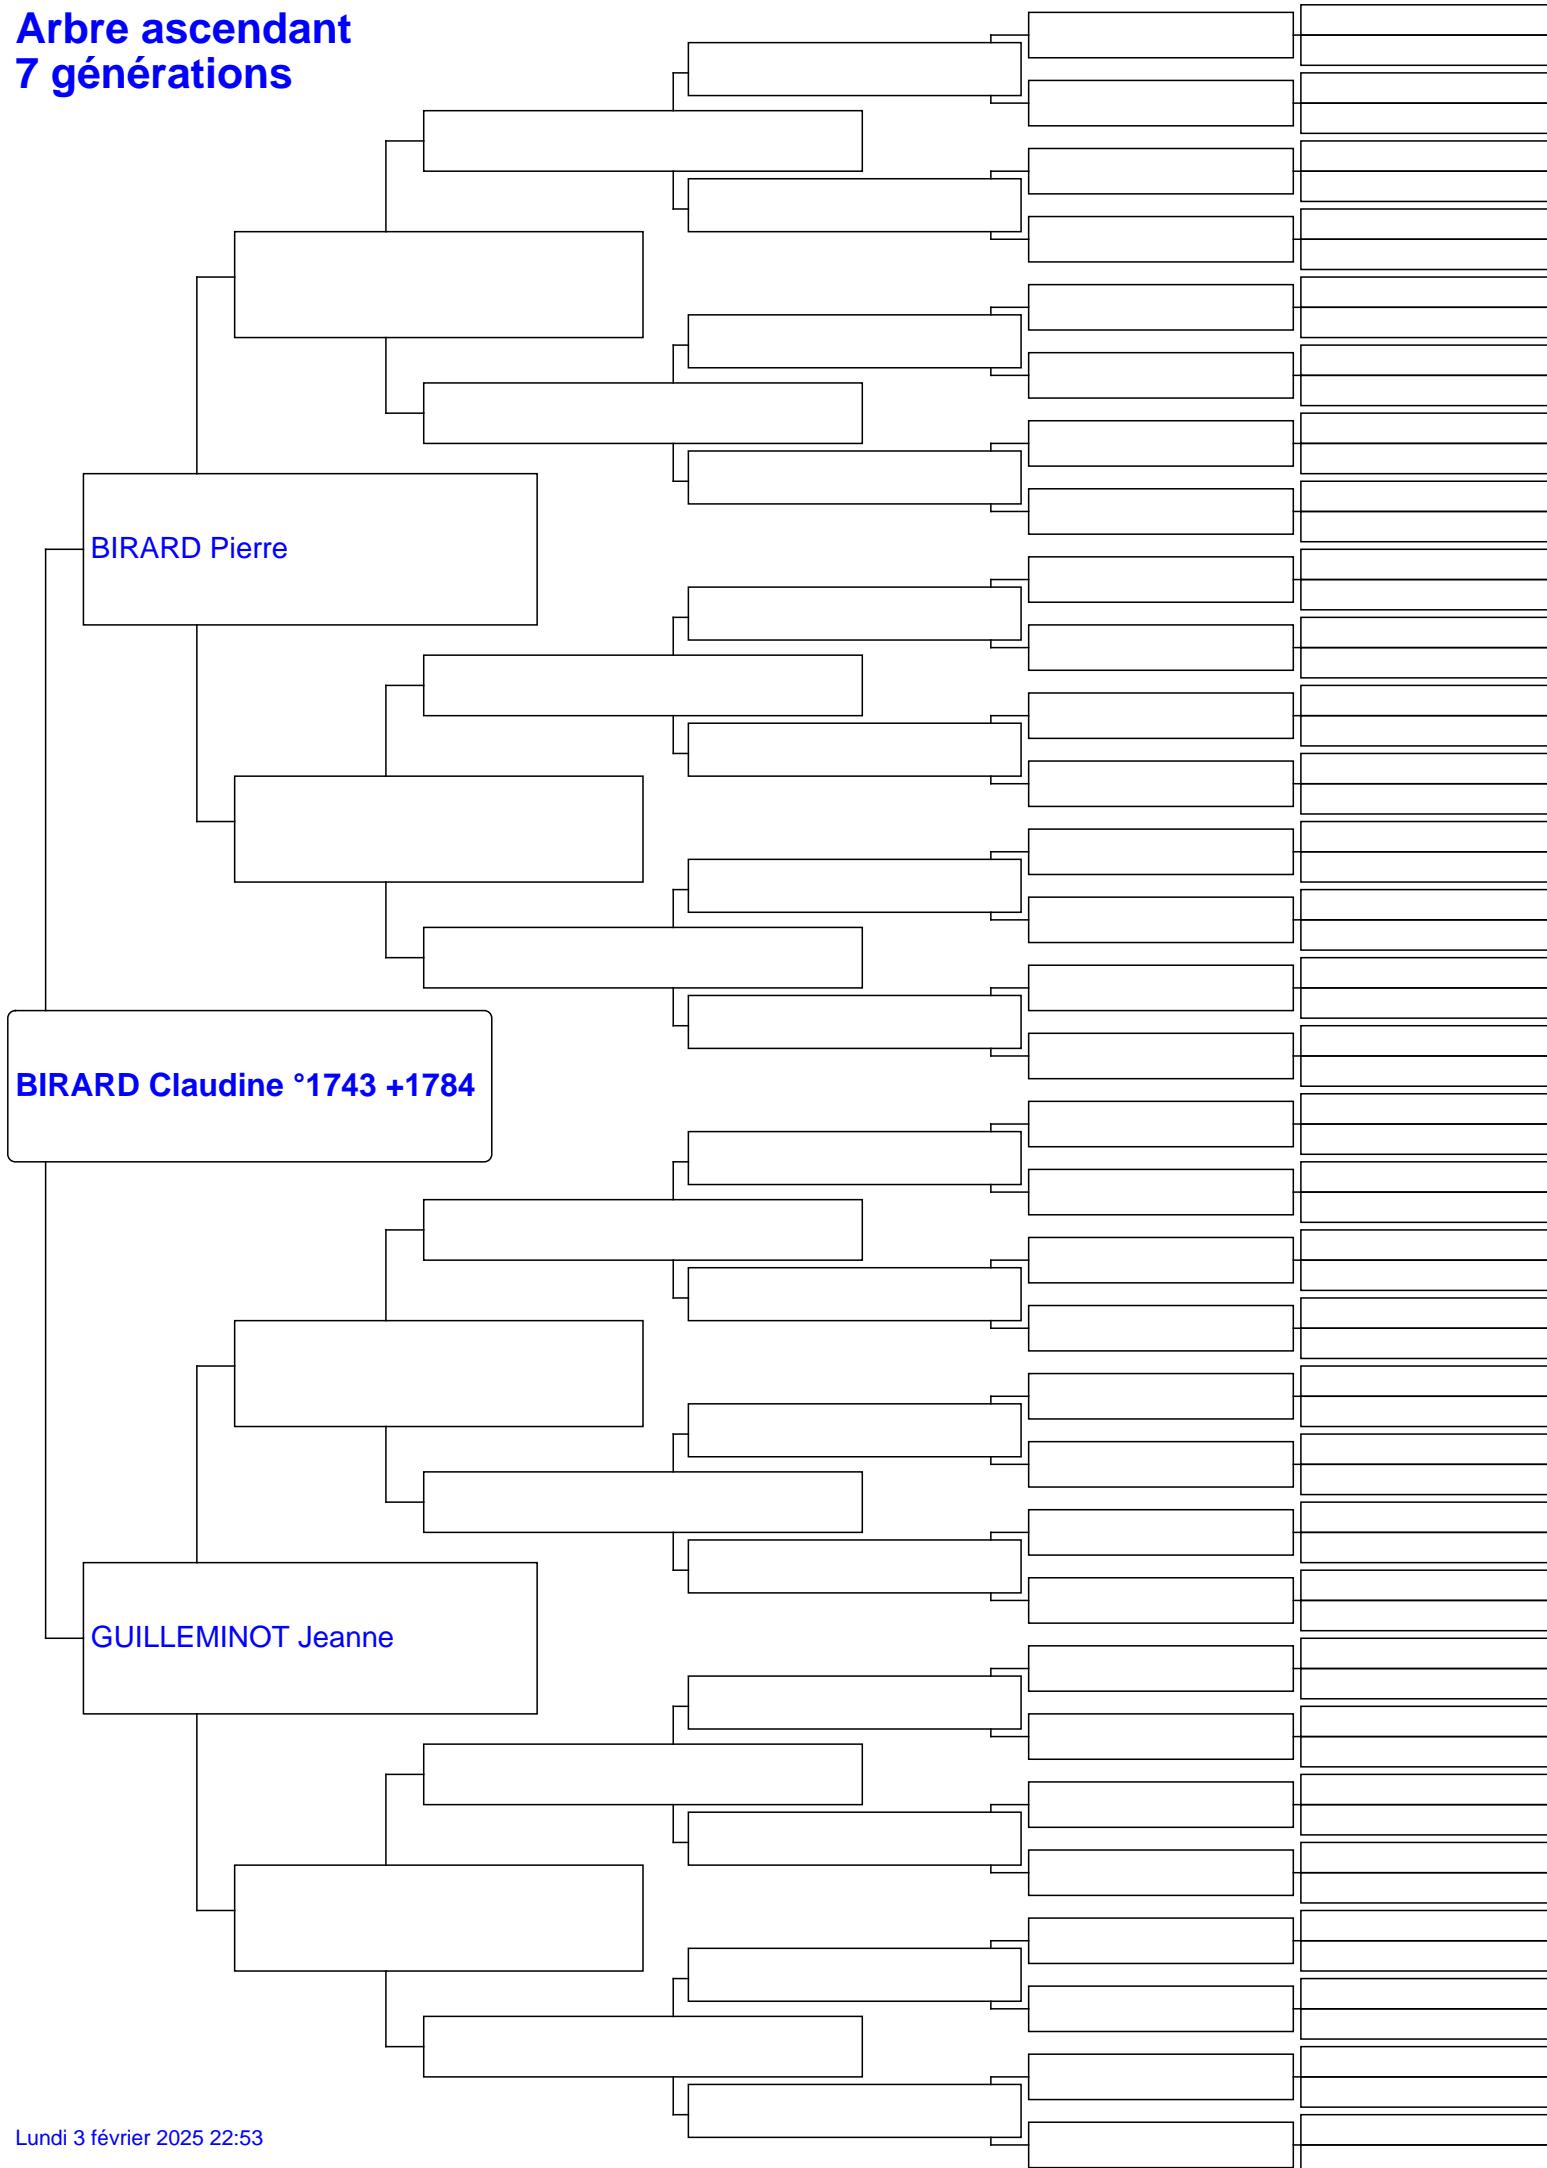 Arbre ascendant
7 générations
BIRARD Pierre
BIRARD Claudine °1743 +1784
GUILLEMINOT Jeanne
Lundi 3 février 2025 22:53